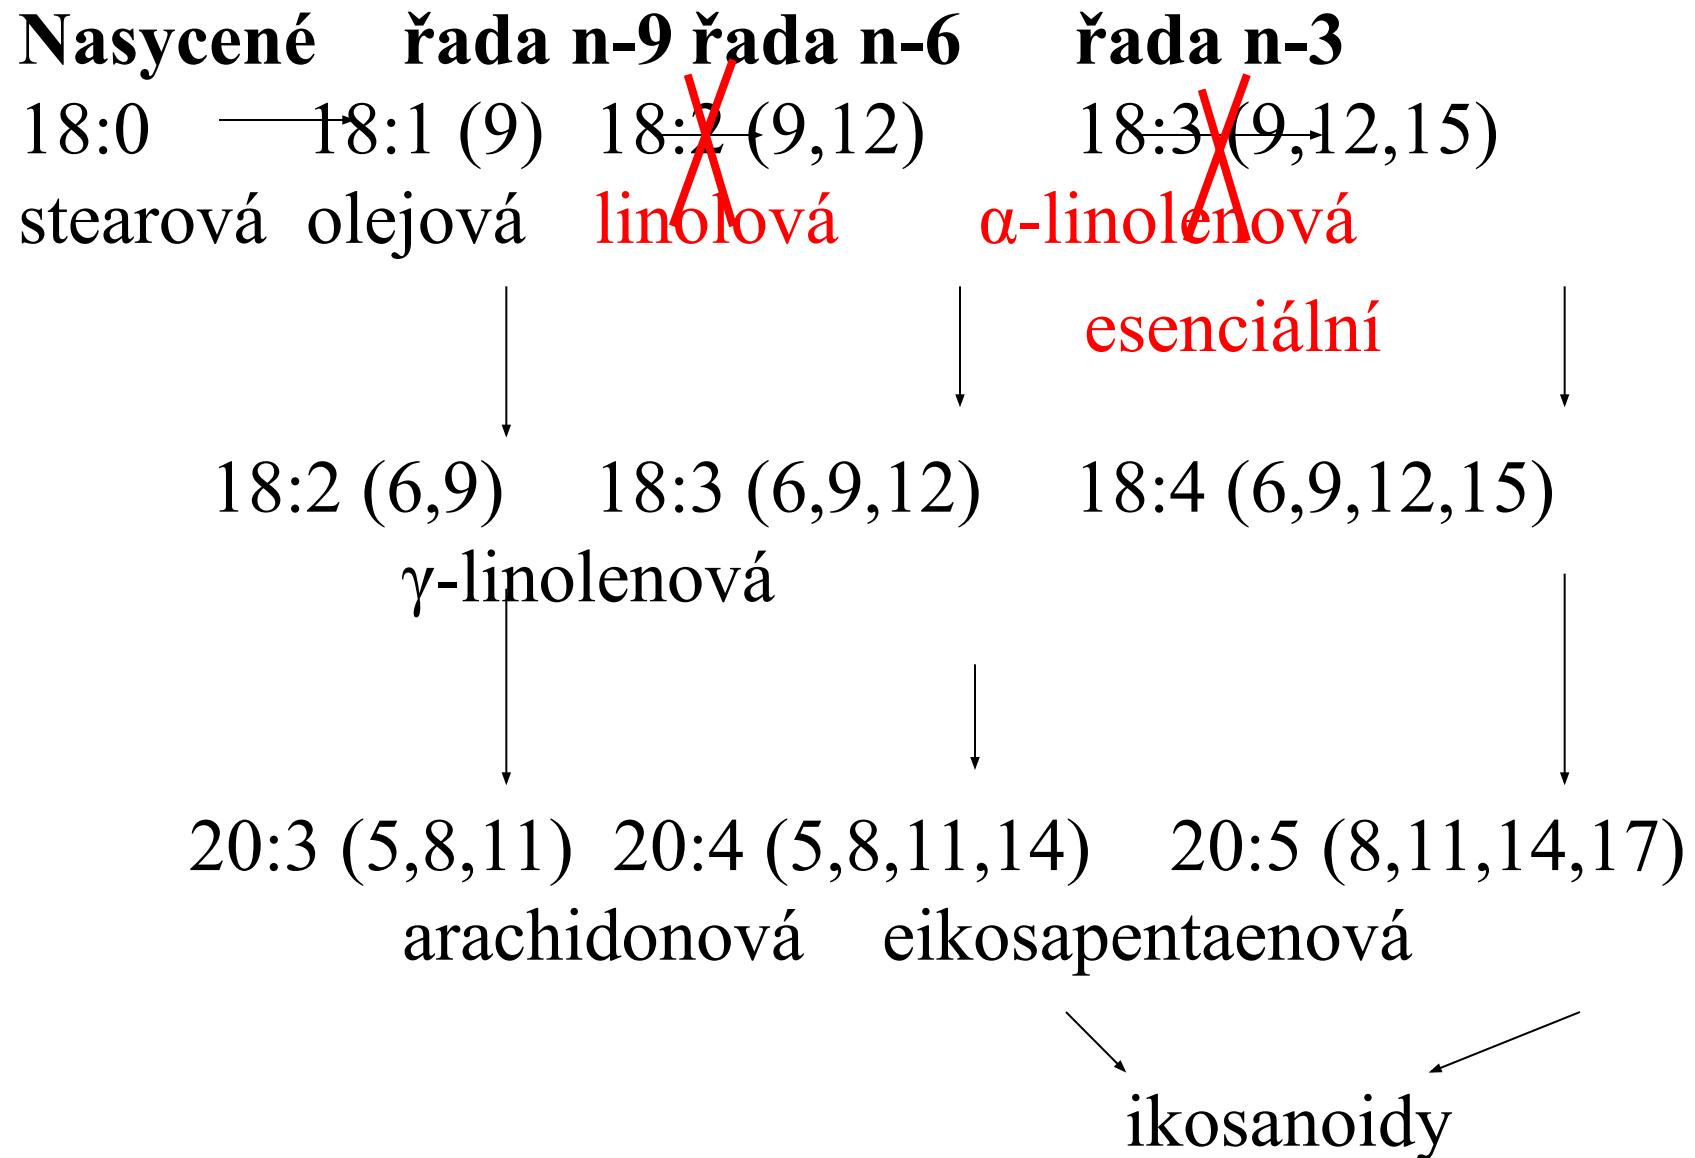 Nasycené řada n-9 řada n-6 řada n-3
18:0 18:1 (9) 18:2 (9,12) 18:3 (9,12,15)
stearová olejová linolová α-linolenová
esenciální
18:2 (6,9) 18:3 (6,9,12) 18:4 (6,9,12,15)
γ-linolenová
20:3 (5,8,11) 20:4 (5,8,11,14) 20:5 (8,11,14,17)
arachidonová eikosapentaenová
ikosanoidy